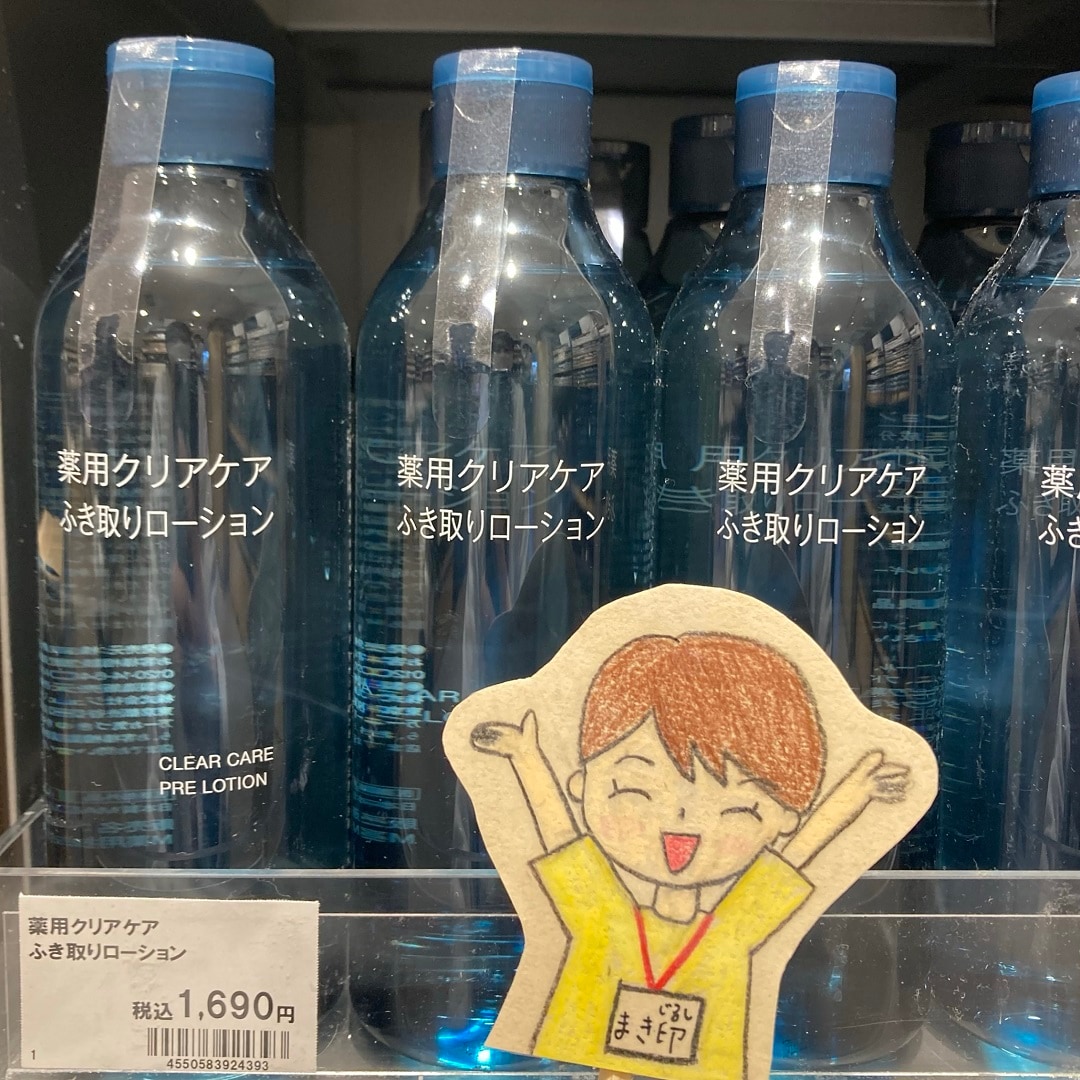 薬用クリアケア
ふき取りローション
CLEAR CARE
PRE LOTION
薬用クリアケア
ふき取りローション
薬用クリアケア
ふき取りローション
薬
ふき
薬用クリアケア
ふき取りローション
税込1,690円
4550583924393
1
じるし
まき印